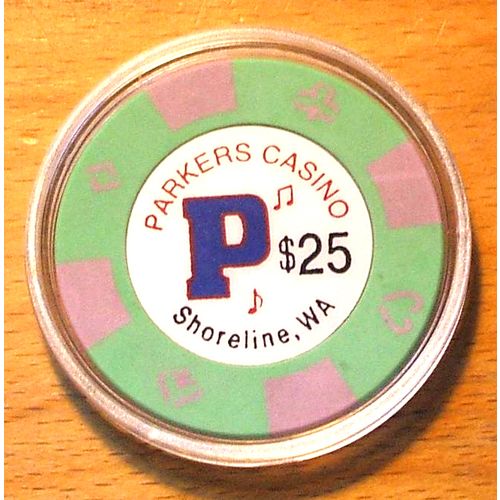 PARKERS CASINO
P $25
Shoreline, WA